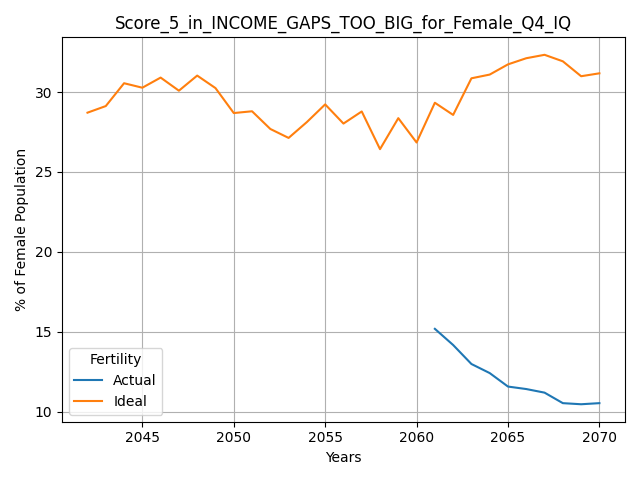 Score_5_in_INCOME_GAPS_TOO_BIG_for_Female_Q4_IQ
% of Female Population
30
25
20
15
10
Fertility
Actual
Ideal
2045 2050 2055 2060 2065 2070
Years